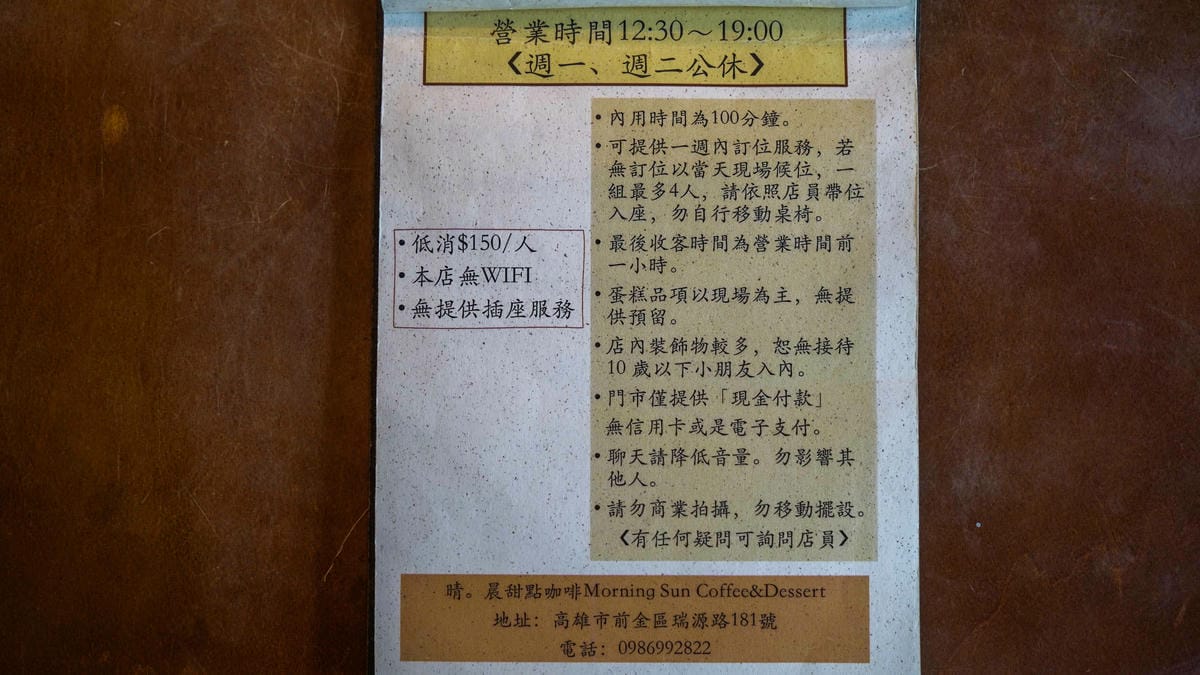 營業時間12:30～19:00
《週一、週二公休》
• 低消$150/人
• 本店無WIFI
• 無提供插座服務
• 內用時間為100分鐘。
• 可提供一週內訂位服務，若
無訂位以當天現場候位，一
組最多4人，請依照店員帶位
入座，勿自行移動桌椅。
• 最後收客時間為營業時間前
一小時。
• 蛋糕品項以現場為主，無提
供預留。
• 店內裝飾物較多，恕無接待
10 歲以下小朋友入內。
• 門市僅提供「現金付款」
無信用卡或是電子支付。
• 聊天請降低音量。勿影響其
他人。
• 請勿商業拍攝，勿移動擺設。
《有任何疑問可詢問店員》
晴。晨甜點咖啡Morning Sun Coffee&Dessert
地址：高雄市前金區瑞源路181號
電話：0986992822